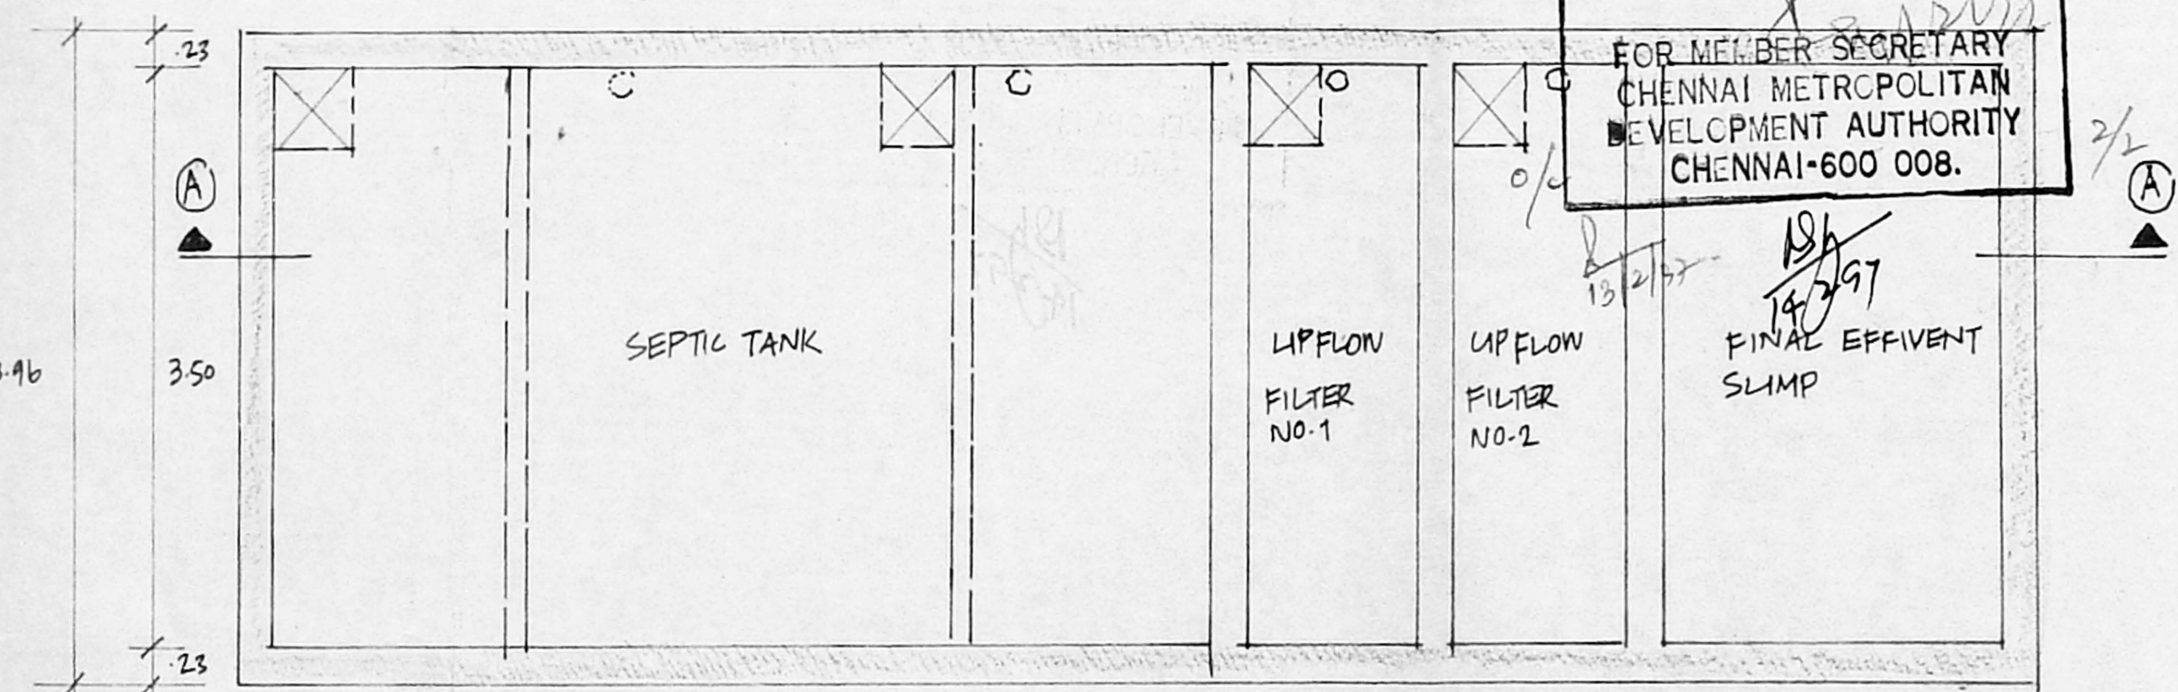 .23
FOR MEMBER SECRETARY
CHENNAI METROPOLITAN
DEVELOPMENT AUTHORITY
CHENNAI-600 008.
2/2
A
A
13/2/97
14/2/97
3.96
3.50
SEPTIC TANK
UPFLOW
FILTER
NO-1
UPFLOW
FILTER
NO-2
FINAL EFFIVENT
SUMP
.23